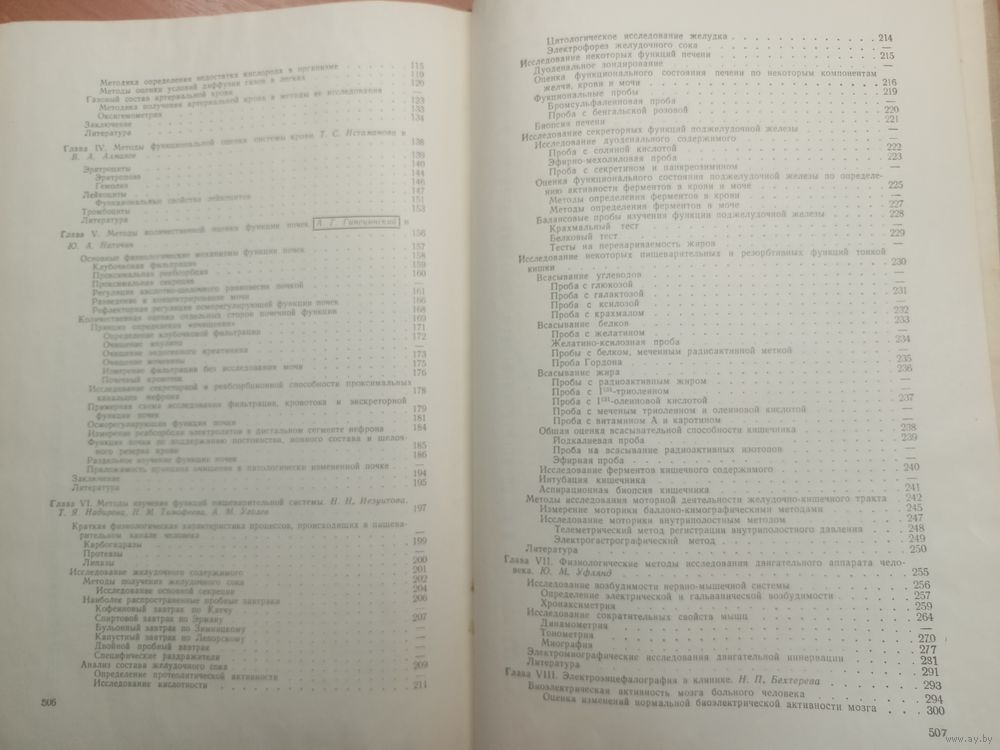 Методика определения недостатка кислорода в организме 115
Методы оценки условий диффузии газов в легких 119
Газовый состав артериальной крови 120
Методика получения артериальной крови и методы ее исследования —
Оксигемометрия 123
Заключение 133
Литература 134
Глава IV. Методы функциональной оценки системы крови. Т. С. Истаманова и
В. А. Алмазов 138
Эритроциты 139
Эритропоэз 140
Гемолиз 144
Лейкоциты 146
Функциональные свойства лейкоцитов 147
Тромбоциты 151
Литература 153
Глава V. Методы количественной оценки функции почек А. Г. Гинецинский и
Ю. А. Наточин 156
Основные физиологические механизмы функции почек 157
Клубочковая фильтрация 158
Проксимальная реабсорбция 159
Проксимальная секреция 160
Регуляция кислотно-щелочного равновесия почкой —
Разведение и концентрирование мочи 161
Рефлекторная регуляция осморегулирующей функции почек 166
Количественная оценка отдельных сторон почечной функции 168
Принцип определения «очищения» 169
Определение клубочковой фильтрации 171
Очищение инулина 172
Очищение эндогенного креатинина —
Очищение мочевины 173
Измерение фильтрации без исследования мочи 175
Почечный кровоток 176
Исследование секреторной и реабсорбционной способности проксимальных
канальцев нефрона 178
Примерная схема исследования фильтрации, кровотока и экскреторной
функции почек 179
Осморегулирующая функция почки 181
Измерение реабсорбции электролитов в дистальном сегменте нефрона 184
Функция почки по поддержанию постоянства, ионного состава и щелоч-
ного резерва крови 185
Раздельное изучение функции почек 186
Приложимость принципа очищения к патологически измененной почке —
Заключение 194
Литература 195
Глава VI. Методы изучения функций пищеварительной системы. Н. Н. Иезуитова,
Т. Я. Надирова, Н. М. Тимофеева, А. М. Уголев 197
Краткая физиологическая характеристика процессов, происходящих в пищева-
рительном канале человека —
Карбогидразы 199
Протеазы —
Липазы 200
Исследование желудочного содержимого 201
Методы получения желудочного сока 202
Исследование основной секреции 204
Наиболее распространенные пробные завтраки 206
Кофеиновый завтрак по Качу —
Спиртовой завтрак по Эрману 207
Бульонный завтрак по Зимницкому —
Капустный завтрак по Лепорскому —
Двойной пробный завтрак —
Специфические раздражители —
Анализ состава желудочного сока 209
Определение протеолитической активности —
Исследование кислотности 211
506
Цитологическое исследование желудка 214
Электрофорез желудочного сока —
Исследование некоторых функций печени 215
Дуоденальное зондирование —
Оценка функционального состояния печени по некоторым компонентам
желчи, крови и мочи 216
Функциональные пробы 219
Бромсульфалеиновая проба —
Проба с бенгальской розовой 220
Биопсия печени 221
Исследование секреторных функций поджелудочной железы —
Исследование дуоденального содержимого —
Проба с соляной кислотой 222
Эфирно-мехолиловая проба 223
Проба с секретином и панкреозимином —
Оценка функционального состояния поджелудочной железы по определе-
нию активности ферментов в крови и моче 225
Методы определения ферментов в крови —
Методы определения ферментов в моче 227
Балансовые пробы изучения функции поджелудочной железы 228
Крахмальный тест —
Белковый тест 229
Тесты на перевариваемость жиров —
Исследование некоторых пищеварительных и резорбтивных функций тонкой
кишки 230
Всасывание углеводов —
Проба с глюкозой —
Проба с галактозой 231
Проба с ксилозой —
Проба с крахмалом 232
Всасывание белков 233
Проба с желатином —
Желатино-ксилозная проба 234
Пробы с белком, меченным радиоактивной меткой —
Проба Гордона 235
Всасывание жира 236
Пробы с радиоактивным жиром —
Проба с I¹³¹-триолеином —
Проба с I¹³¹-олеиновой кислотой 237
Проба с меченым триолеином и олеиновой кислотой —
Проба с витамином А и каротином —
Общая оценка всасывательной способности кишечника 238
Йодкалиевая проба 239
Проба на всасывание радиоактивных изотопов —
Эфирная проба —
Исследование ферментов кишечного содержимого 240
Интубация кишечника —
Аспирационная биопсия кишечника 241
Методы исследования моторной деятельности желудочно-кишечного тракта 242
Измерение моторики баллоно-кимографическими методами 245
Исследование моторики внутриполостным методом 247
Телеметрический метод регистрации внутриполостного давления 248
Электрогастрографический метод 249
Литература 250
Глава VII. Физиологические методы исследования двигательного аппарата чело-
века. Ю. М. Уфлянд 255
Исследование возбудимости нервно-мышечной системы 256
Определение электрической и гальванической возбудимости 257
Хронаксиметрия 259
Исследование сократительных свойств мышц 264
Динамометрия —
Тонометрия 270
Миография 277
Электромиографические исследования двигательной иннервации 281
Литература 291
Глава VIII. Электроэнцефалография в клинике. Н. П. Бехтерева 293
Биоэлектрическая активность мозга больного человека 294
Оценка изменений нормальной биоэлектрической активности мозга 300
507
www.ay.by